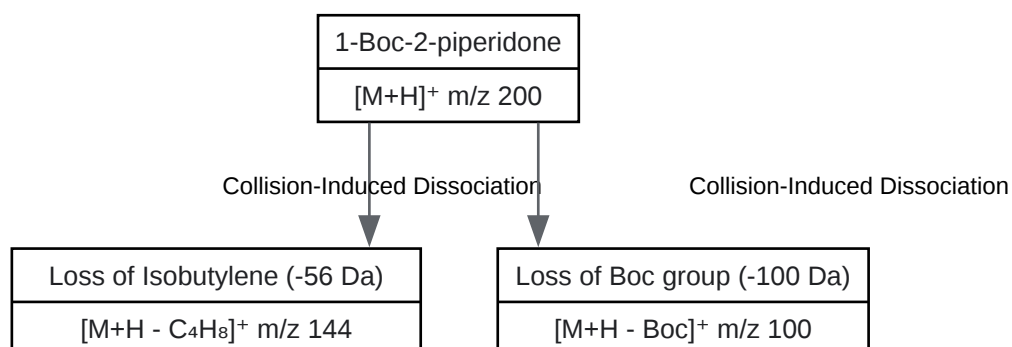 1-Boc-2-piperidone
[M+H]⁺ m/z 200
Collision-Induced Dissociation
Collision-Induced Dissociation
Loss of Isobutylene (-56 Da)
[M+H - C₄H₈]⁺ m/z 144
Loss of Boc group (-100 Da)
[M+H - Boc]⁺ m/z 100